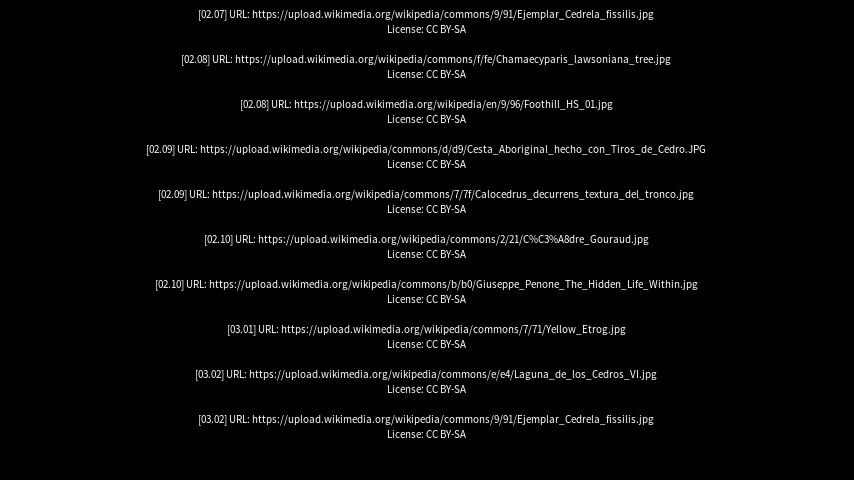 [02.07] URL: https://upload.wikimedia.org/wikipedia/commons/9/91/Ejemplar_Cedrela_fissilis.jpg
License: CC BY-SA
[02.08] URL: https://upload.wikimedia.org/wikipedia/commons/f/fe/Chamaecyparis_lawsoniana_tree.jpg
License: CC BY-SA
[02.08] URL: https://upload.wikimedia.org/wikipedia/en/9/96/Foothill_HS_01.jpg
License: CC BY-SA
[02.09] URL: https://upload.wikimedia.org/wikipedia/commons/d/d9/Cesta_Aboriginal_hecho_con_Tiros_de_Cedro.JPG
License: CC BY-SA
[02.09] URL: https://upload.wikimedia.org/wikipedia/commons/7/7f/Calocedrus_decurrens_textura_del_tronco.jpg
License: CC BY-SA
[02.10] URL: https://upload.wikimedia.org/wikipedia/commons/2/21/C%C3%A8dre_Gouraud.jpg
License: CC BY-SA
[02.10] URL: https://upload.wikimedia.org/wikipedia/commons/b/b0/Giuseppe_Penone_The_Hidden_Life_Within.jpg
License: CC BY-SA
[03.01] URL: https://upload.wikimedia.org/wikipedia/commons/7/71/Yellow_Etrog.jpg
License: CC BY-SA
[03.02] URL: https://upload.wikimedia.org/wikipedia/commons/e/e4/Laguna_de_los_Cedros_VI.jpg
License: CC BY-SA
[03.02] URL: https://upload.wikimedia.org/wikipedia/commons/9/91/Ejemplar_Cedrela_fissilis.jpg
License: CC BY-SA